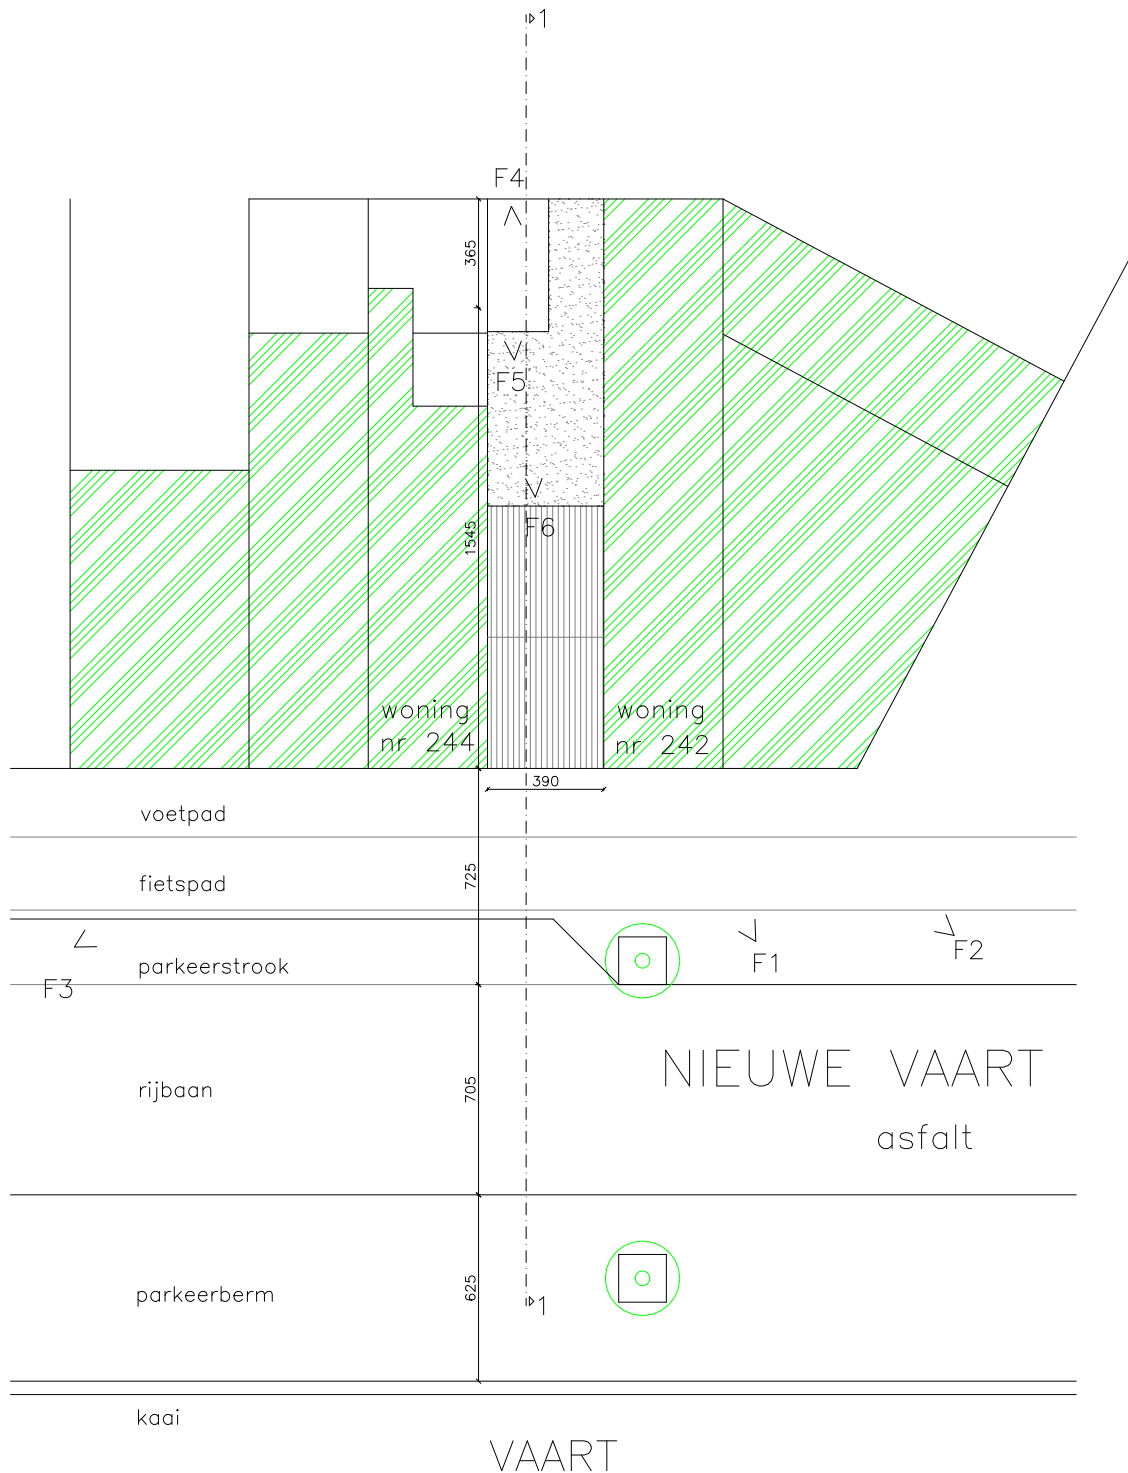 1
F4
365
F5
1545
F6
woning
nr 244
woning
nr 242
390
voetpad
725
fietspad
F1
F2
parkeerstrook
F3
NIEUWE VAART
rijbaan
705
asfalt
625
parkeerberm
1
kaai
VAART